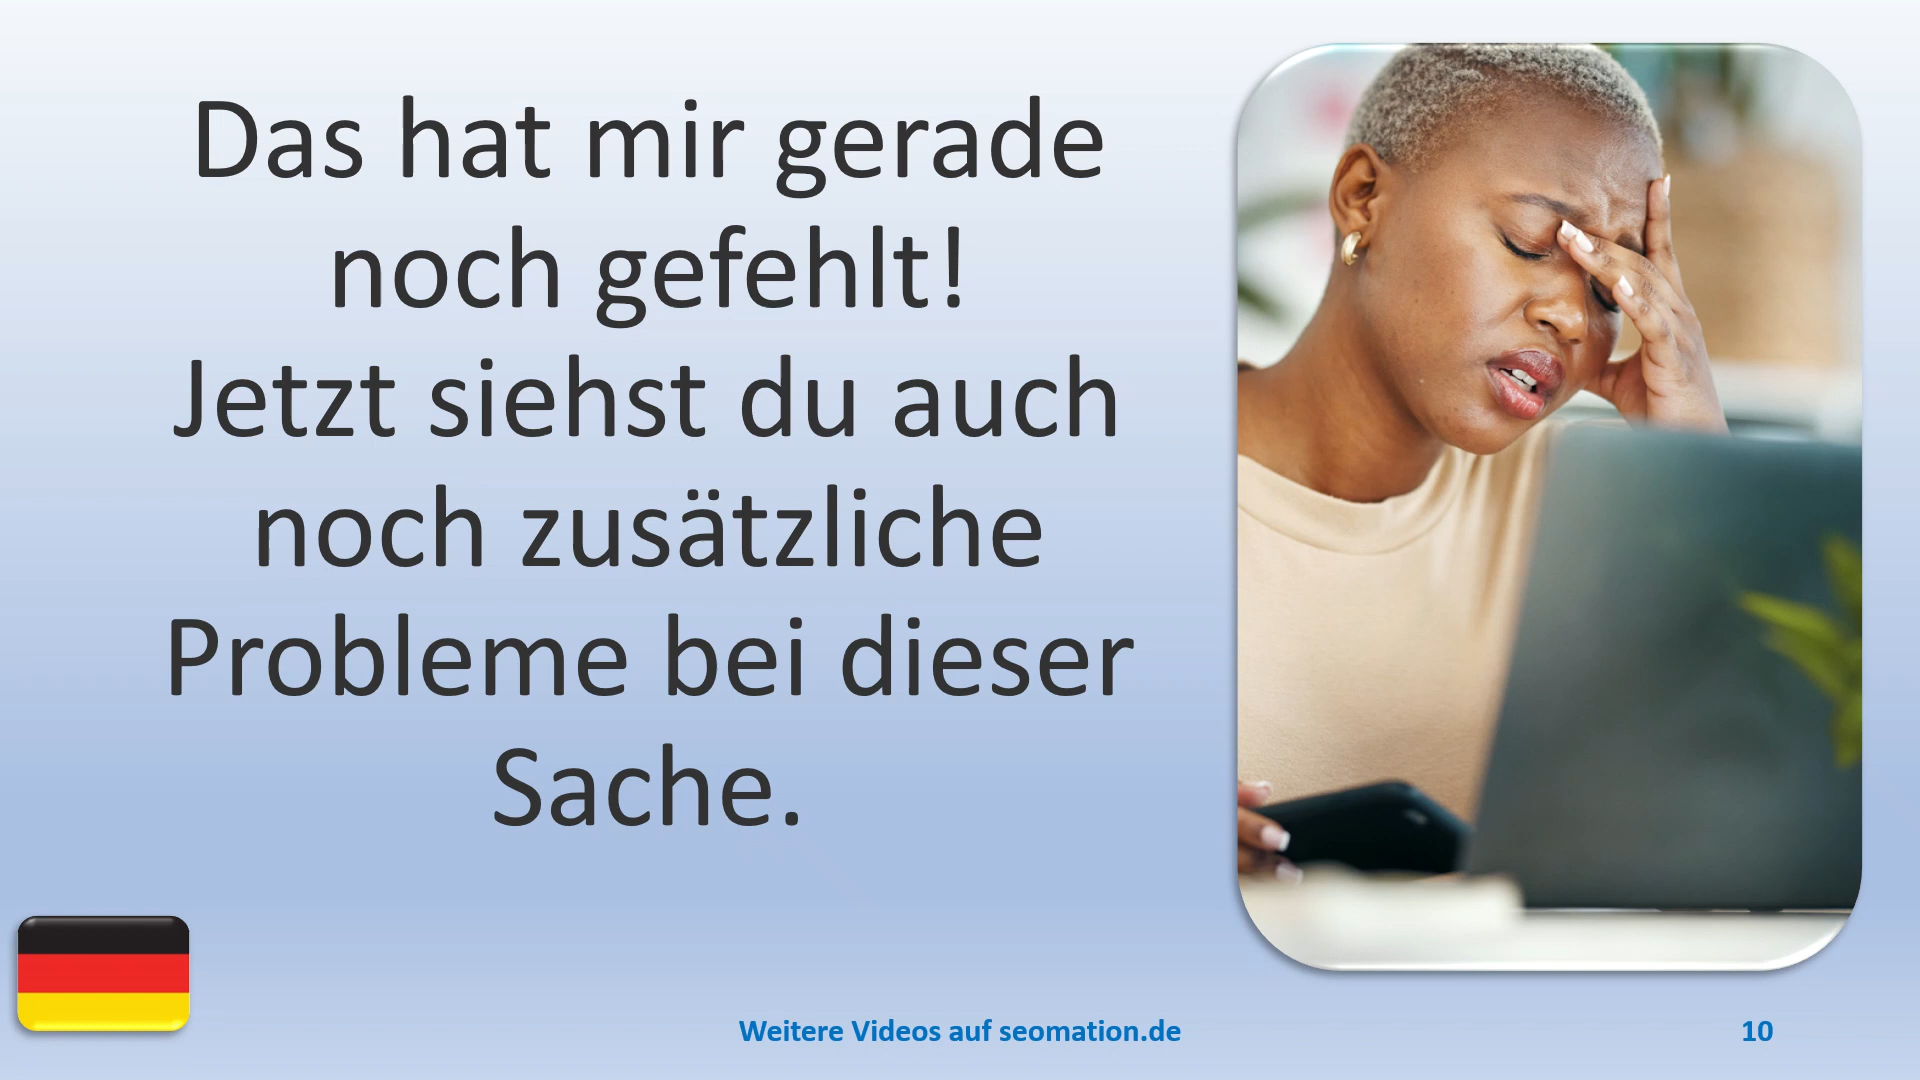 Das hat mir gerade
noch gefehlt!
Jetzt siehst du auch
noch zusätzliche
Probleme bei dieser
Sache.
Weitere Videos auf seomation.de
10